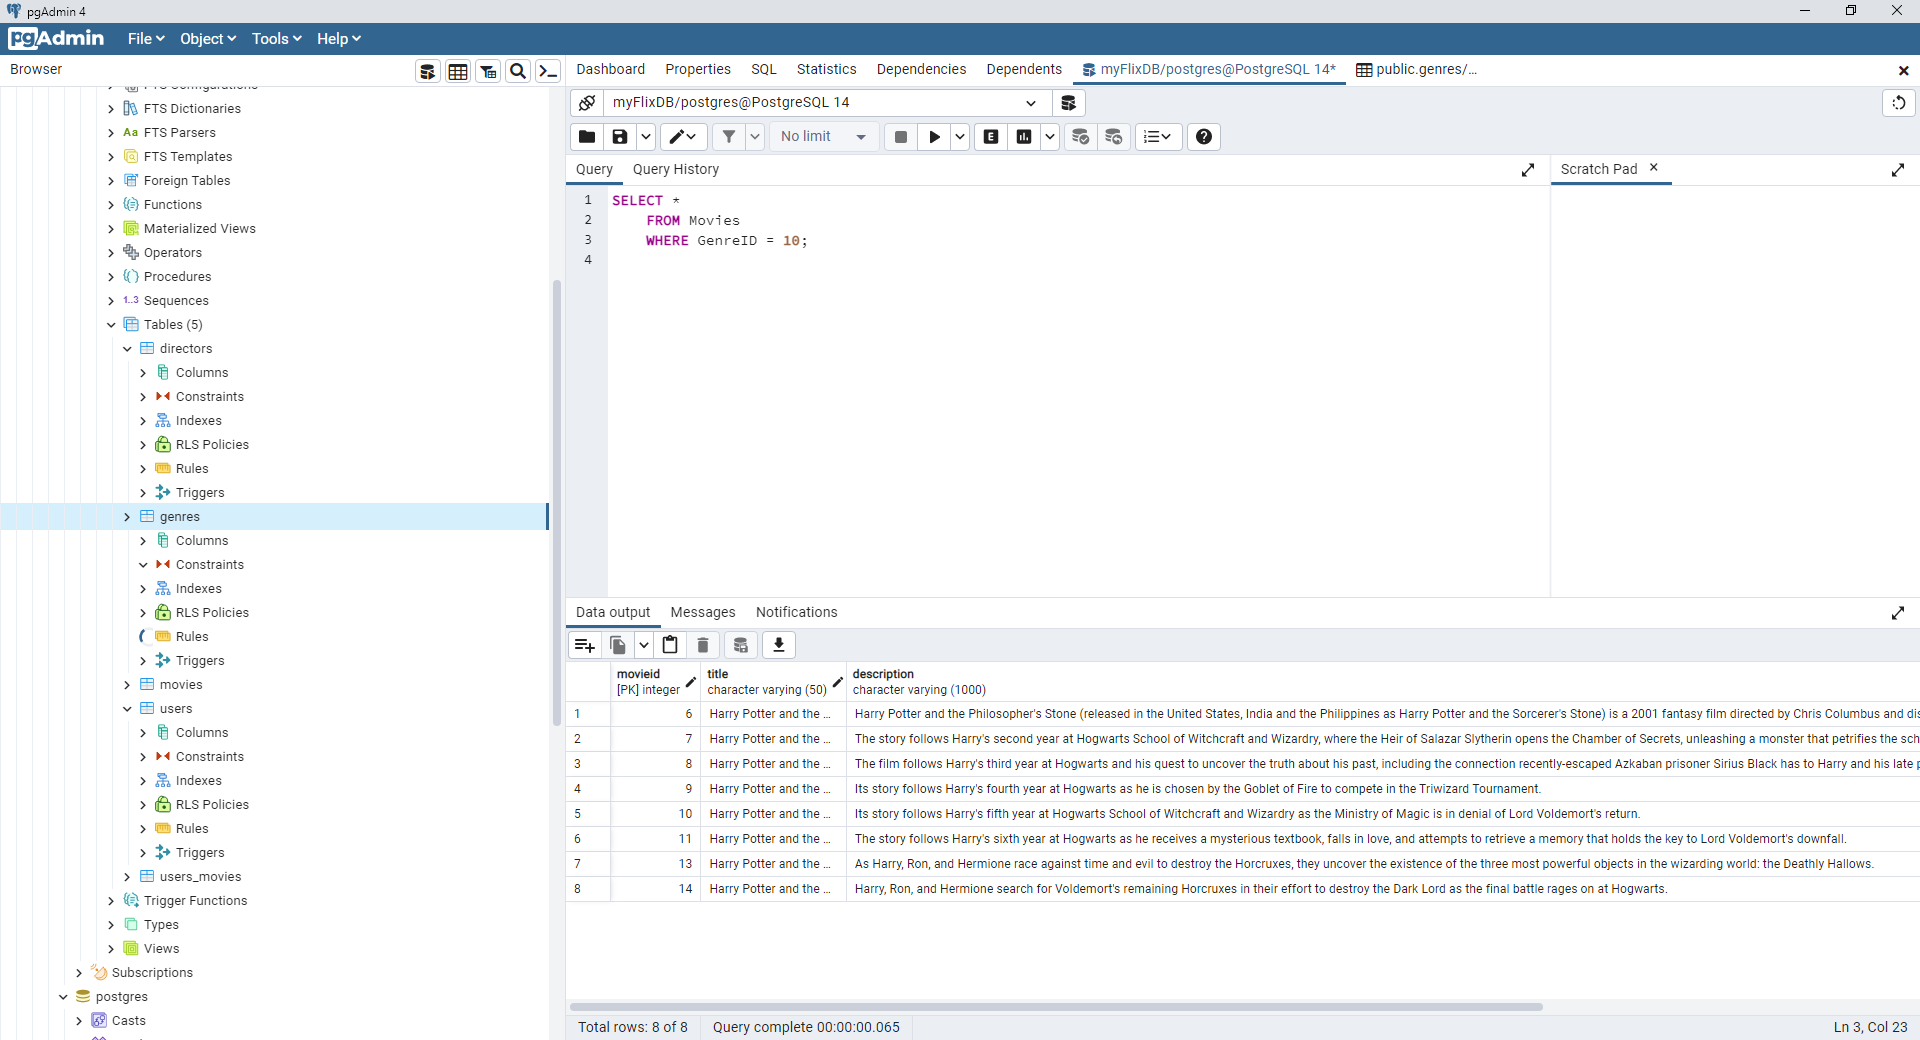 pgAdmin 4
pgAdmin File Object Tools Help
Browser
FTS Configurations
FTS Dictionaries
Aa FTS Parsers
FTS Templates
Foreign Tables
Functions
Materialized Views
Operators
Procedures
1..3 Sequences
Tables (5)
directors
Columns
Constraints
Indexes
RLS Policies
Rules
Triggers
genres
Columns
Constraints
Indexes
RLS Policies
Rules
Triggers
movies
users
Columns
Constraints
Indexes
RLS Policies
Rules
Triggers
users_movies
Trigger Functions
Types
Views
Subscriptions
postgres
Casts
Dashboard Properties SQL Statistics Dependencies Dependents myFlixDB/postgres@PostgreSQL 14* public.genres/...
myFlixDB/postgres@PostgreSQL 14
No limit E
Query Query History
1 SELECT *
2 FROM Movies
3 WHERE GenreID = 10;
4
Scratch Pad
Data output Messages Notifications
movieid title description
[PK] integer character varying (50) character varying (1000)
1 6 Harry Potter and the ... Harry Potter and the Philosopher's Stone (released in the United States, India and the Philippines as Harry Potter and the Sorcerer's Stone) is a 2001 fantasy film directed by Chris Columbus and dis
2 7 Harry Potter and the ... The story follows Harry's second year at Hogwarts School of Witchcraft and Wizardry, where the Heir of Salazar Slytherin opens the Chamber of Secrets, unleashing a monster that petrifies the sch
3 8 Harry Potter and the ... The film follows Harry's third year at Hogwarts and his quest to uncover the truth about his past, including the connection recently-escaped Azkaban prisoner Sirius Black has to Harry and his late p
4 9 Harry Potter and the ... Its story follows Harry's fourth year at Hogwarts as he is chosen by the Goblet of Fire to compete in the Triwizard Tournament.
5 10 Harry Potter and the ... Its story follows Harry's fifth year at Hogwarts School of Witchcraft and Wizardry as the Ministry of Magic is in denial of Lord Voldemort's return.
6 11 Harry Potter and the ... The story follows Harry's sixth year at Hogwarts as he receives a mysterious textbook, falls in love, and attempts to retrieve a memory that holds the key to Lord Voldemort's downfall.
7 13 Harry Potter and the ... As Harry, Ron, and Hermione race against time and evil to destroy the Horcruxes, they uncover the existence of the three most powerful objects in the wizarding world: the Deathly Hallows.
8 14 Harry Potter and the ... Harry, Ron, and Hermione search for Voldemort's remaining Horcruxes in their effort to destroy the Dark Lord as the final battle rages on at Hogwarts.
Total rows: 8 of 8 Query complete 00:00:00.065 Ln 3, Col 23